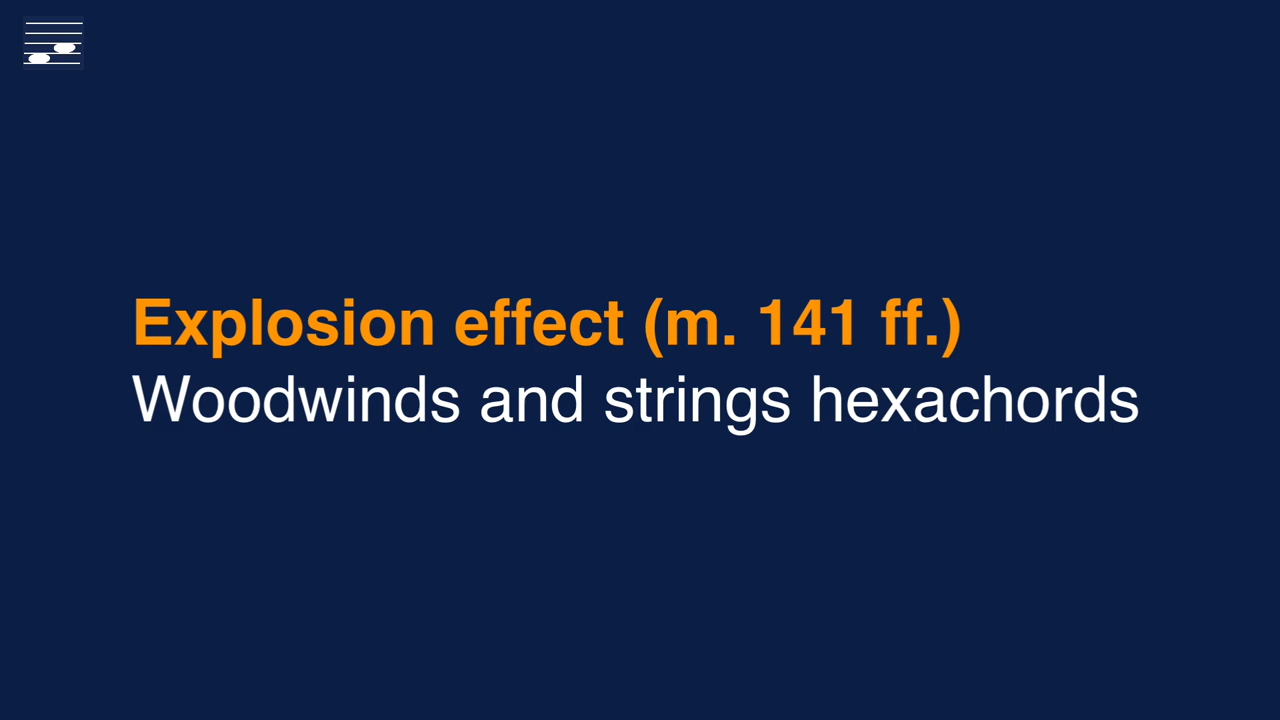 Explosion effect (m. 141 ff.)
Woodwinds and strings hexachords